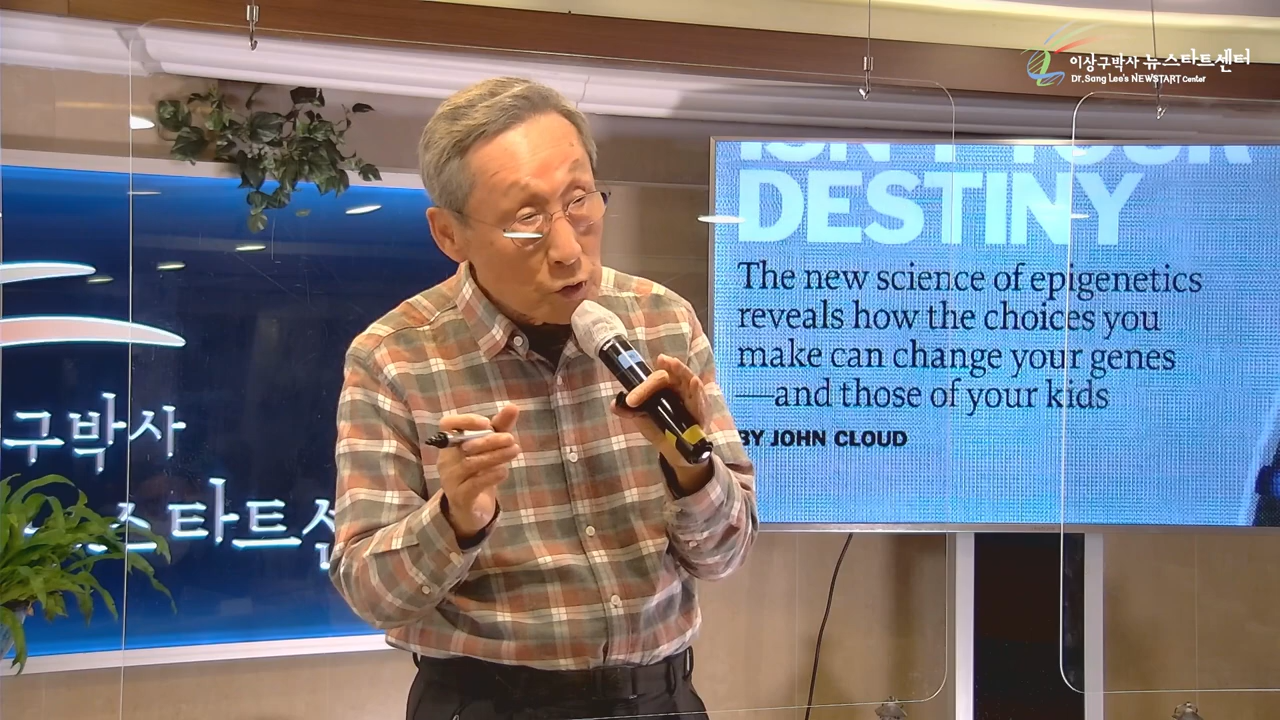 이상구박사 뉴스타트센터
Dr. Sang Lee's NEWSTART Center
ISN'T YOUR
DESTINY
The new science of epigenetics
reveals how the choices you
make can change your genes
—and those of your kids
BY JOHN CLOUD
구박사
스타트센